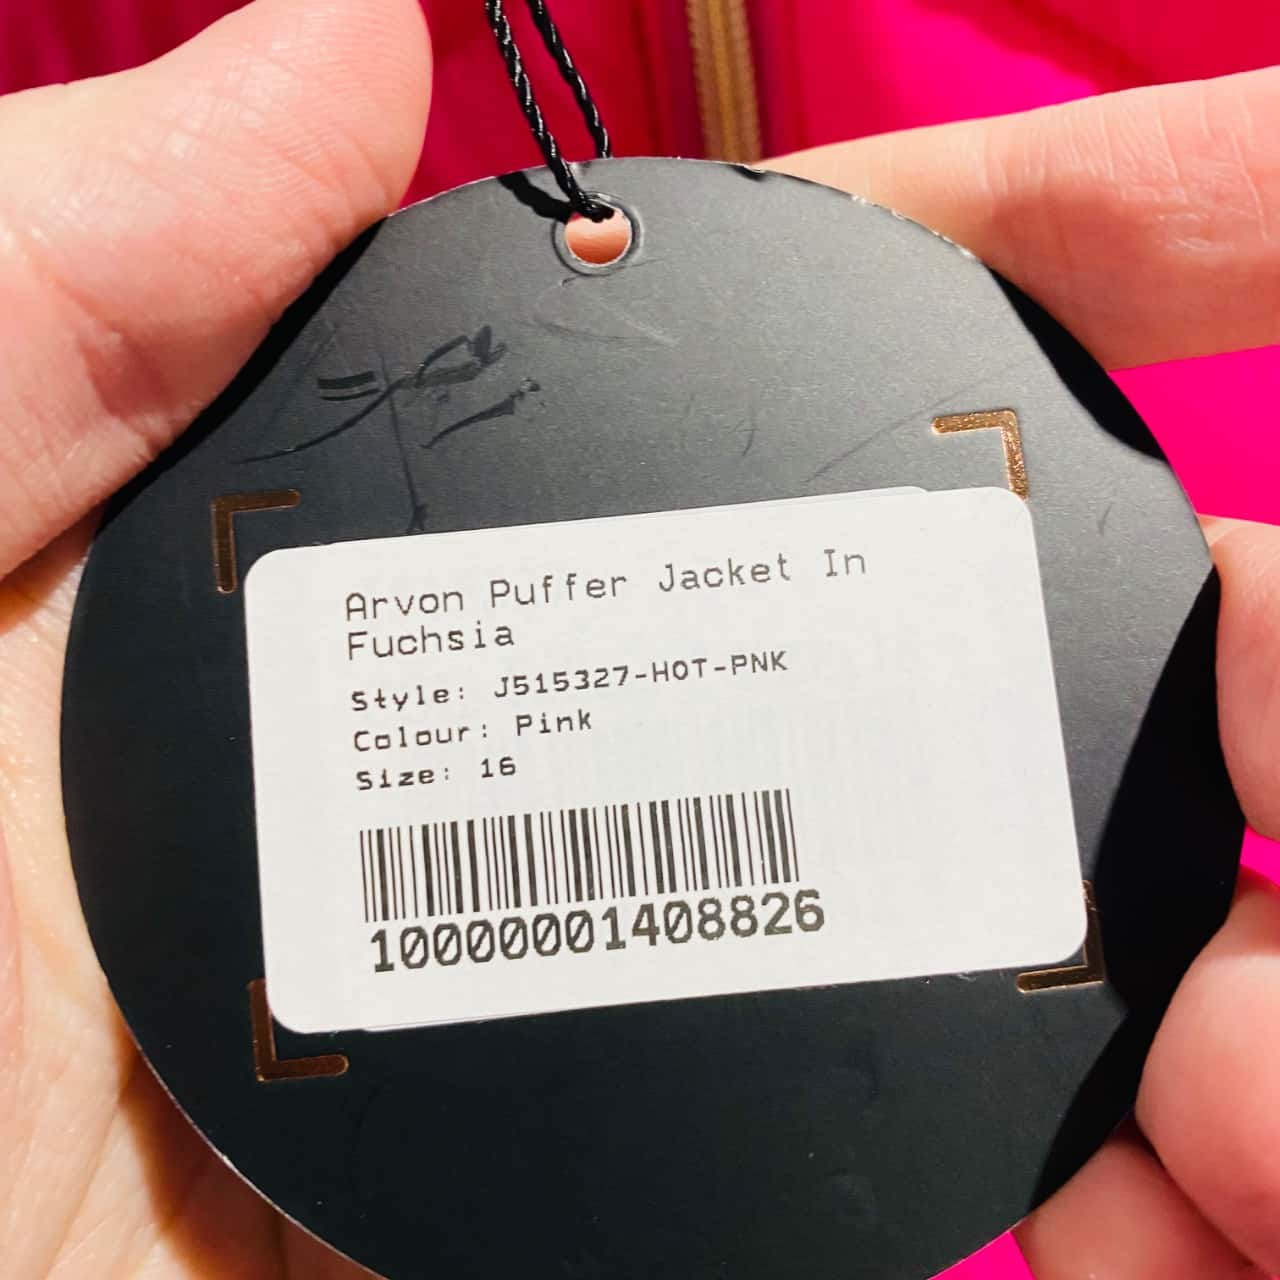 Arvon Puffer Jacket In
Fuchsia
Style: J515327-HOT-PNK
Colour: Pink
Size: 16
10000001408826